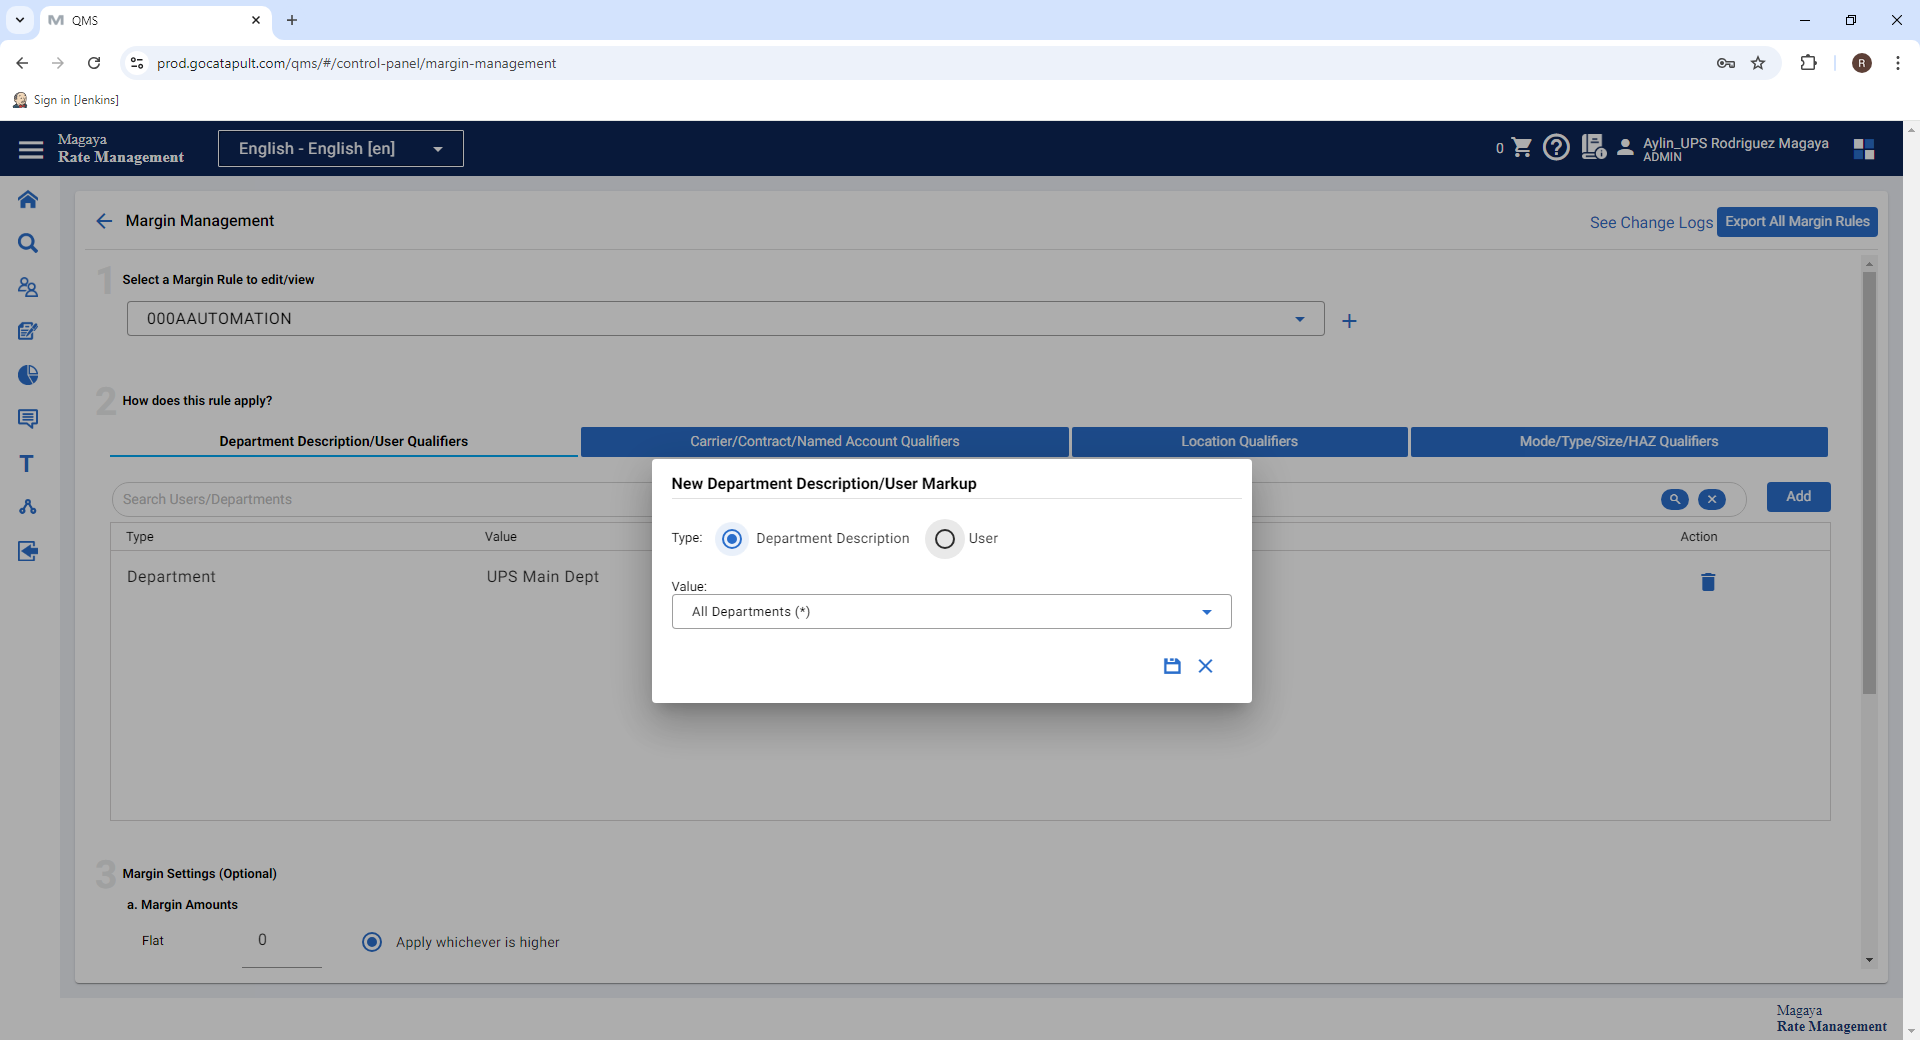 QMS
prod.gocatapult.com/qms/#/control-panel/margin-management
R
Sign in [Jenkins]
Magaya
Rate Management
English - English [en]
0
Aylin_UPS Rodriguez Magaya
ADMIN
Margin Management
See Change Logs
Export All Margin Rules
1
Select a Margin Rule to edit/view
000AAUTOMATION
2
How does this rule apply?
Department Description/User Qualifiers
Carrier/Contract/Named Account Qualifiers
Location Qualifiers
Mode/Type/Size/HAZ Qualifiers
Search Users/Departments
Add
Type
Value
Action
Department
UPS Main Dept
New Department Description/User Markup
Type:
Department Description
User
Value:
All Departments (*)
3
Margin Settings (Optional)
a. Margin Amounts
Flat
0
Apply whichever is higher
Magaya
Rate Management